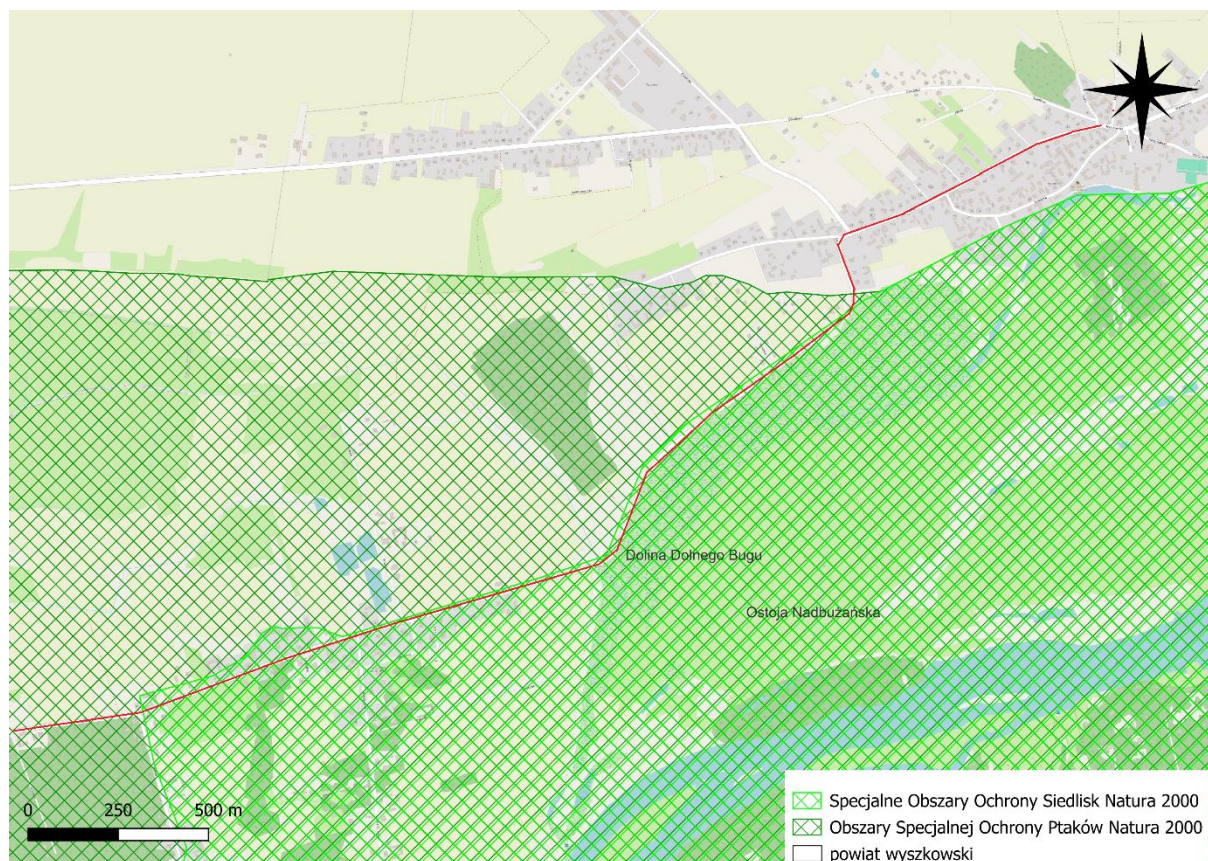 Dolina Dolnego Bugu
Ostoja Nadbużańska
0 250 500 m
Specjalne Obszary Ochrony Siedlisk Natura 2000
Obszary Specjalnej Ochrony Ptaków Natura 2000
powiat wyszkowski